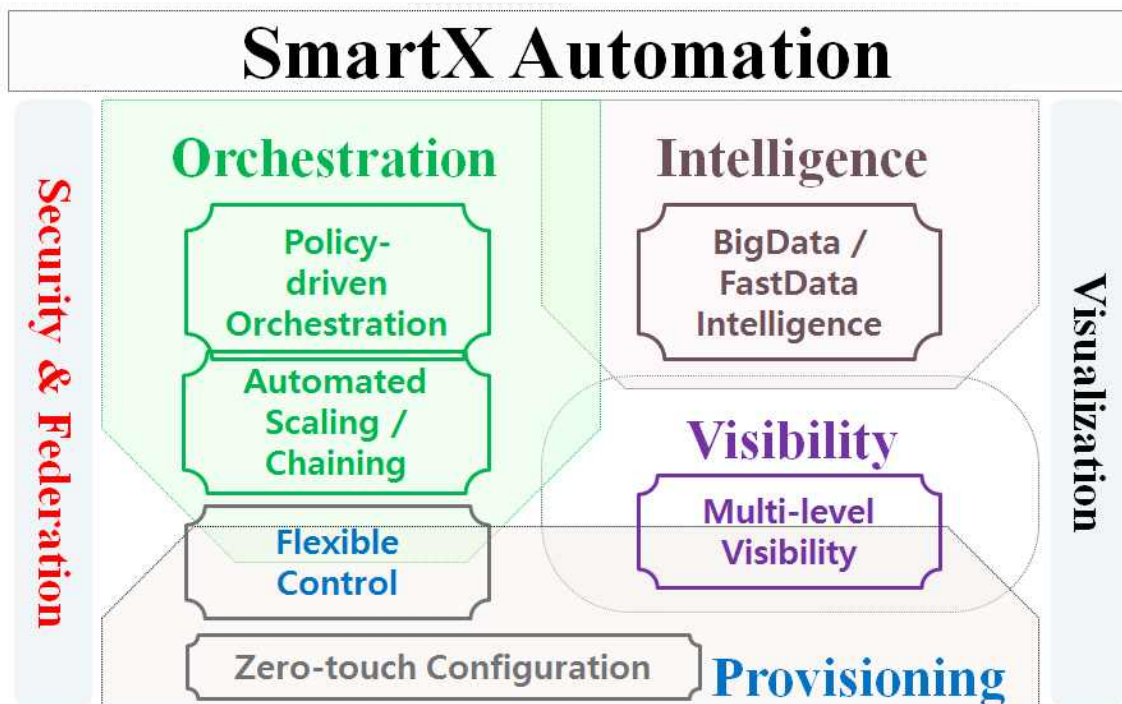 SmartX Automation
Security & Federation
Orchestration
Policy-
driven
Orchestration
Automated
Scaling /
Chaining
Flexible
Control
Zero-touch Configuration
Intelligence
BigData /
FastData
Intelligence
Visibility
Multi-level
Visibility
Provisioning
Visualization